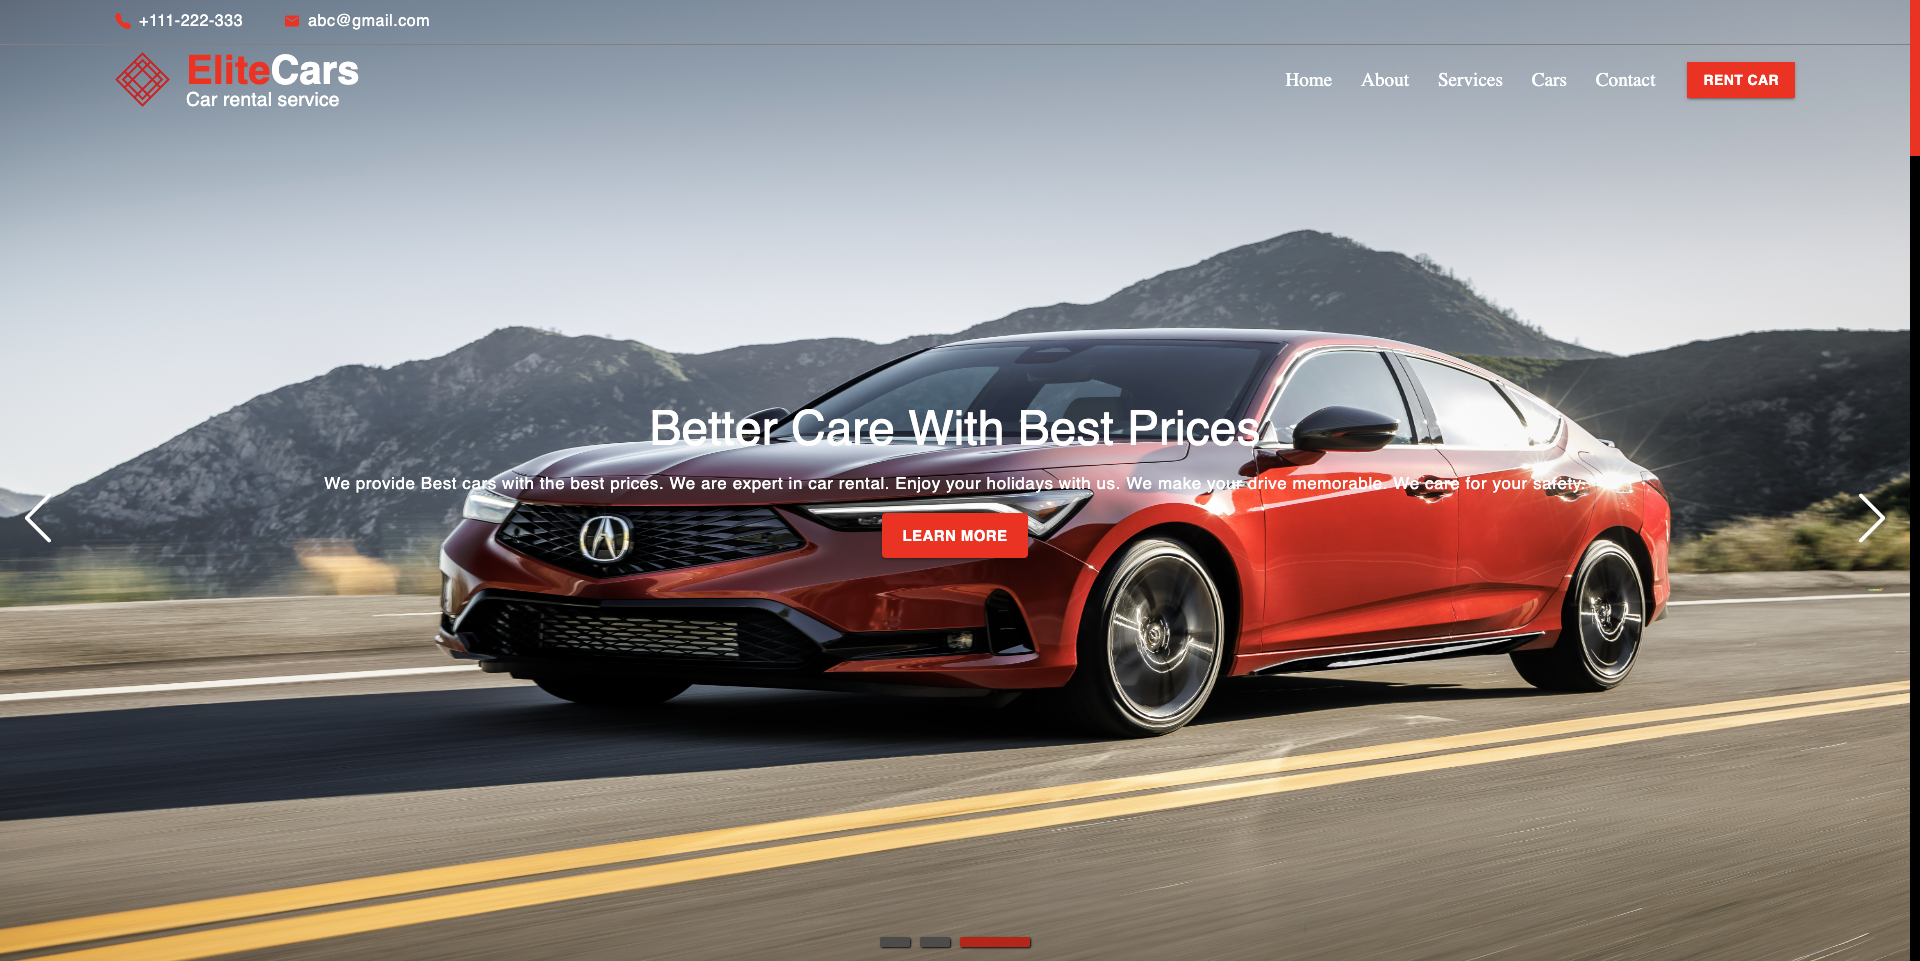 +111-222-333 abc@gmail.com
EliteCars
Car rental service
Home About Services Cars Contact RENT CAR
Better Care With Best Prices
We provide Best cars with the best prices. We are expert in car rental. Enjoy your holidays with us. We make your drive memorable. We care for your safety.
LEARN MORE